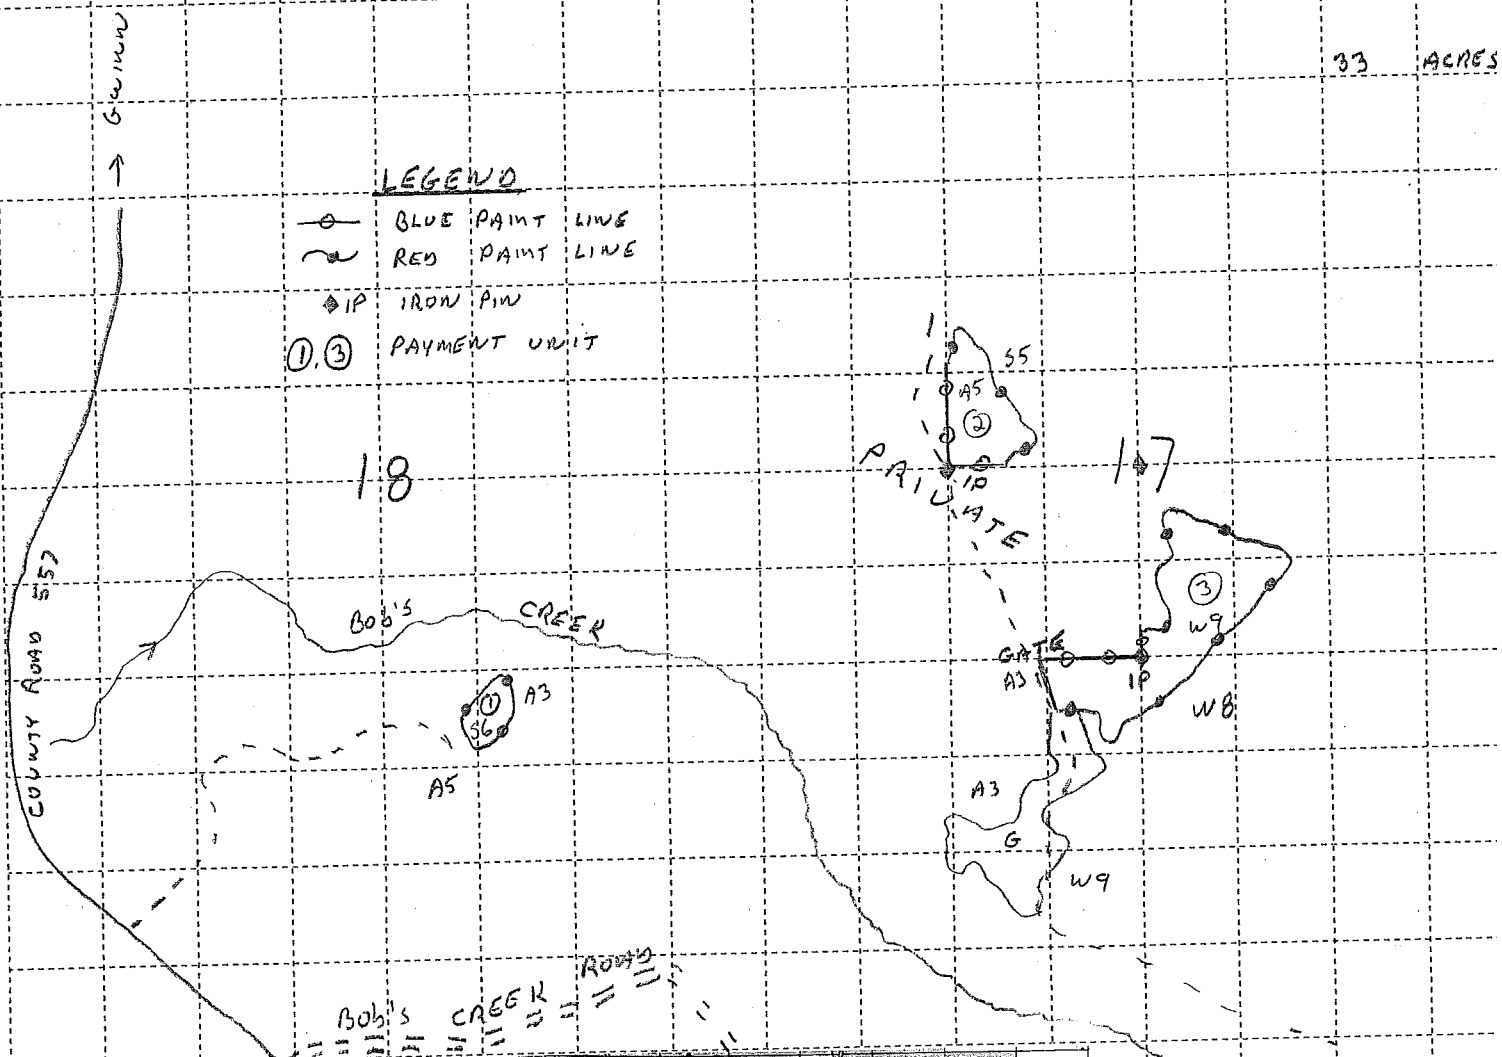 → GWINN
33 ACRES
LEGEND
BLUE PAINT LINE
RED PAINT LINE
IP IRON PIN
①,③ PAYMENT UNIT
S5
A5
②
IP
18
17
PRIVATE
COUNTY ROAD 557
BOB'S CREEK
③
W9
GATE
A3
IP
W8
①
S6
A3
A5
A3
G
W9
BOB'S CREEK ROAD